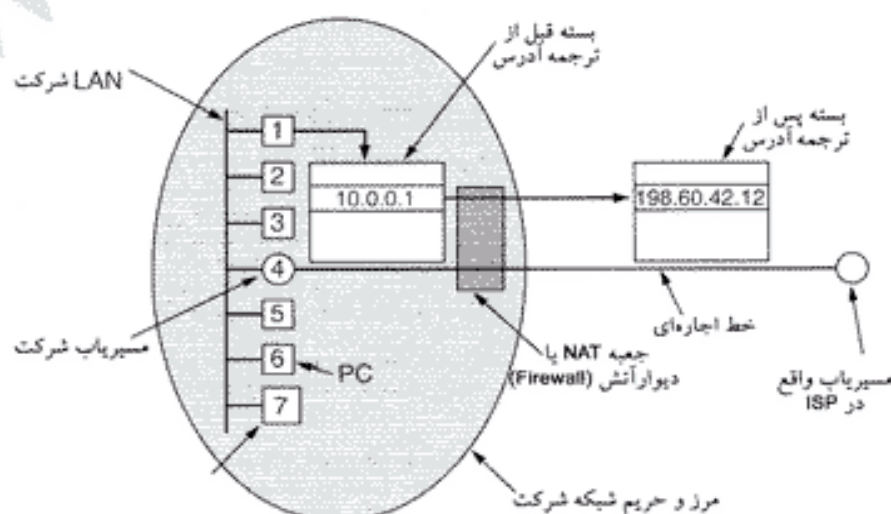 بسته قبل از
ترجمه آدرس
LAN شرکت
بسته پس از
ترجمه آدرس
1
2
10.0.0.1
198.60.42.12
3
4
خط اجاره‌ای
5
مسیریاب شرکت
جعبه NAT یا
دیوارآتش (Firewall)
6
PC
مسیریاب واقع
در ISP
7
مرز و حریم شبکه شرکت